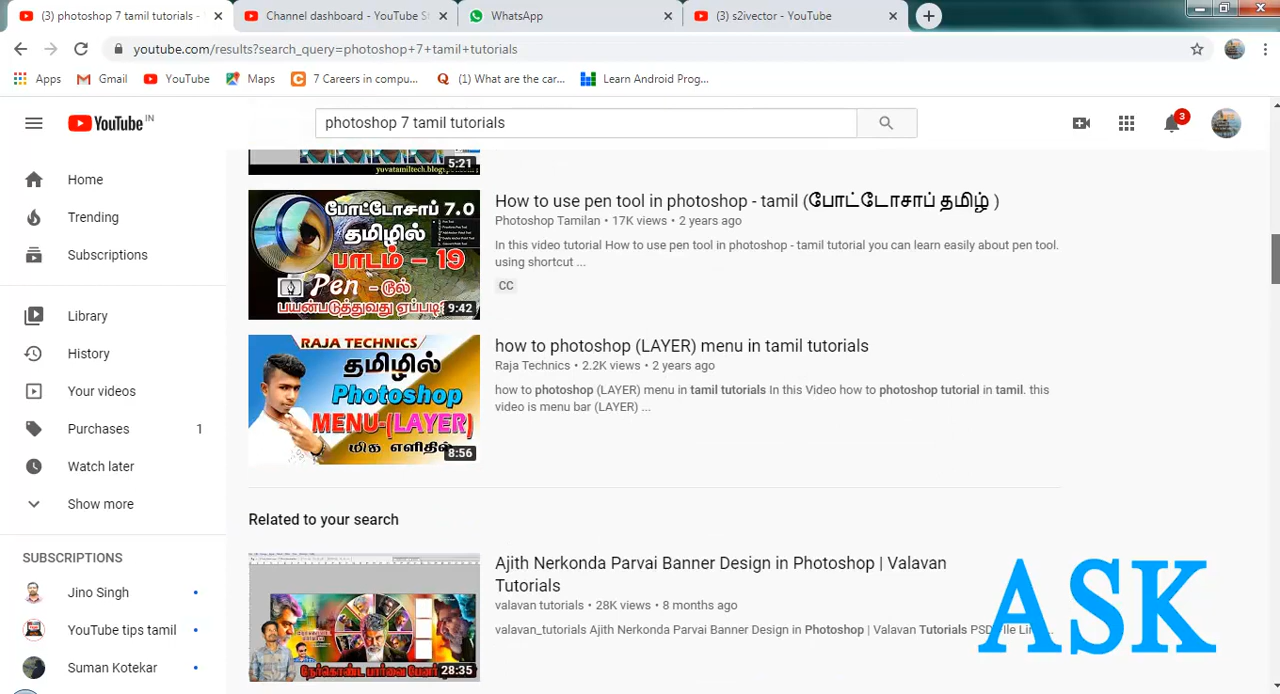 (3) photoshop 7 tamil tutorials -
Channel dashboard - YouTube S
WhatsApp
(3) s2ivector - YouTube
youtube.com/results?search_query=photoshop+7+tamil+tutorials
Apps
Gmail
YouTube
Maps
7 Careers in compu...
(1) What are the car...
Learn Android Prog...
YouTube IN
photoshop 7 tamil tutorials
3
Home
Trending
Subscriptions
Library
History
Your videos
Purchases 1
Watch later
Show more
SUBSCRIPTIONS
Jino Singh
YouTube tips tamil
Suman Kotekar
yuvatamiltech.blog
5:21
போட்டோசாப் 7.0
தமிழில்
பாடம் - 19
Pen - டூல்
பயன்படுத்துவது எப்படி
9:42
How to use pen tool in photoshop - tamil (போட்டோசாப் தமிழ் )
Photoshop Tamilan • 17K views • 2 years ago
In this video tutorial How to use pen tool in photoshop - tamil tutorial you can learn easily about pen tool.
using shortcut ...
CC
RAJA TECHNICS
தமிழில்
Photoshop
MENU-(LAYER)
மிக எளிதில்
8:56
how to photoshop (LAYER) menu in tamil tutorials
Raja Technics • 2.2K views • 2 years ago
how to photoshop (LAYER) menu in tamil tutorials In this Video how to photoshop tutorial in tamil. this
video is menu bar (LAYER) ...
Related to your search
நேர்கொண்ட பார்வை
28:35
Ajith Nerkonda Parvai Banner Design in Photoshop | Valavan
Tutorials
valavan tutorials • 28K views • 8 months ago
valavan_tutorials Ajith Nerkonda Parvai Banner Design in Photoshop | Valavan Tutorials PSD File Lin...
ASK